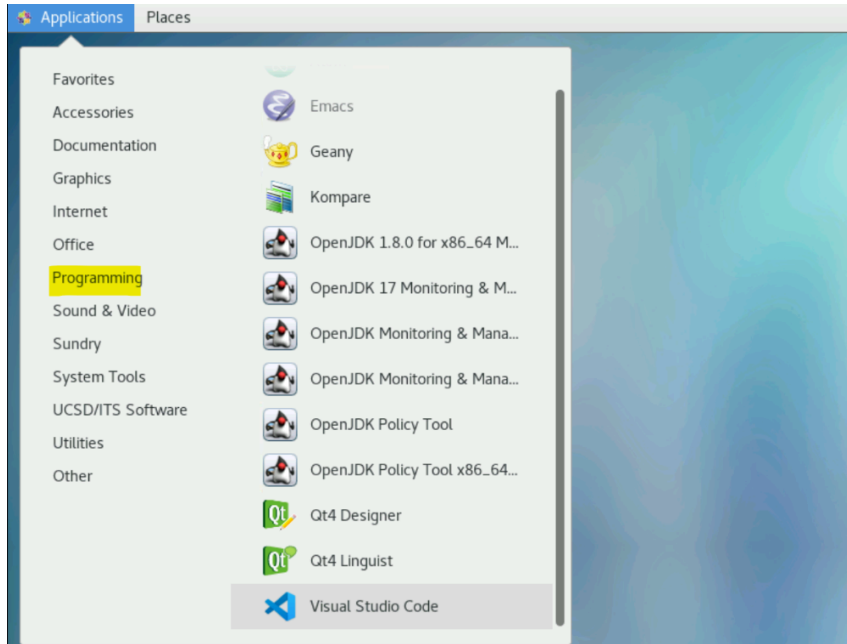 Applications Places
Favorites
Accessories
Documentation
Graphics
Internet
Office
Programming
Sound & Video
Sundry
System Tools
UCSD/ITS Software
Utilities
Other
Emacs
Geany
Kompare
OpenJDK 1.8.0 for x86_64 M...
OpenJDK 17 Monitoring & M...
OpenJDK Monitoring & Mana...
OpenJDK Monitoring & Mana...
OpenJDK Policy Tool
OpenJDK Policy Tool x86_64...
Qt4 Designer
Qt4 Linguist
Visual Studio Code